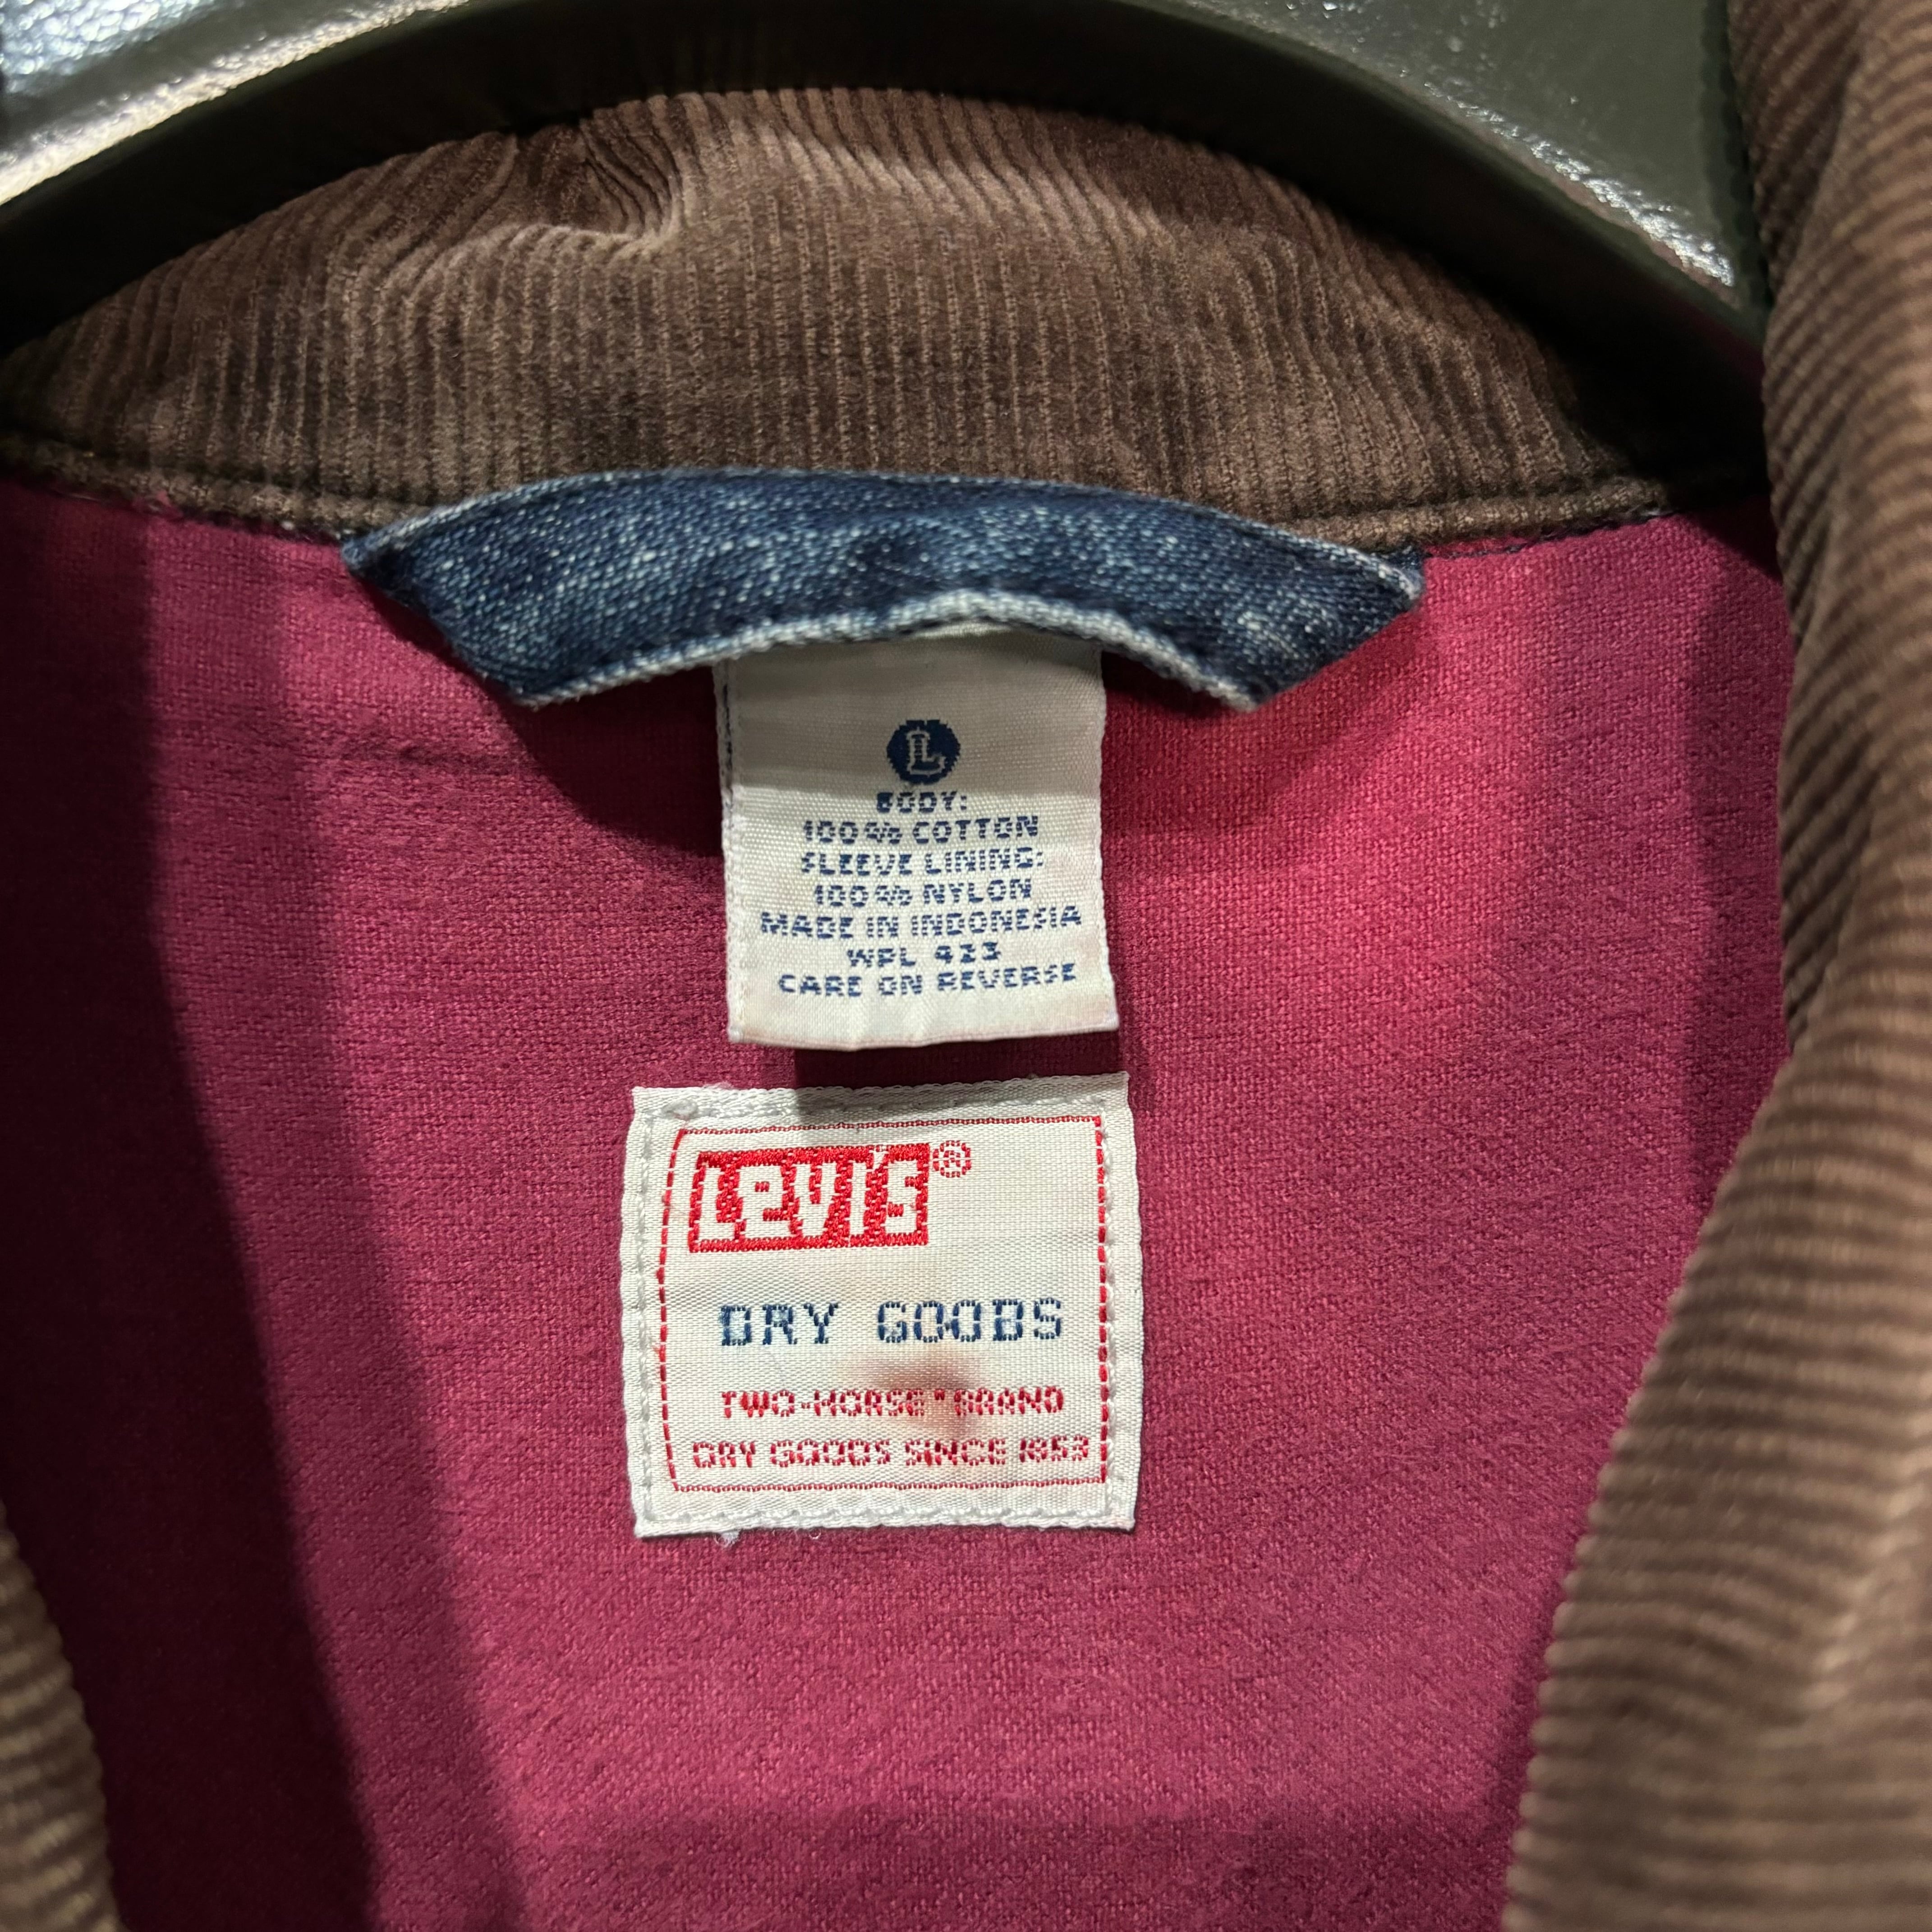 L
BODY:
100% COTTON
SLEEVE LINING:
100% NYLON
MADE IN INDONESIA
WPL 423
CARE ON REVERSE
LEVI'S®
DRY GOODS
TWO-HORSE" BRAND
DRY GOODS SINCE 1853